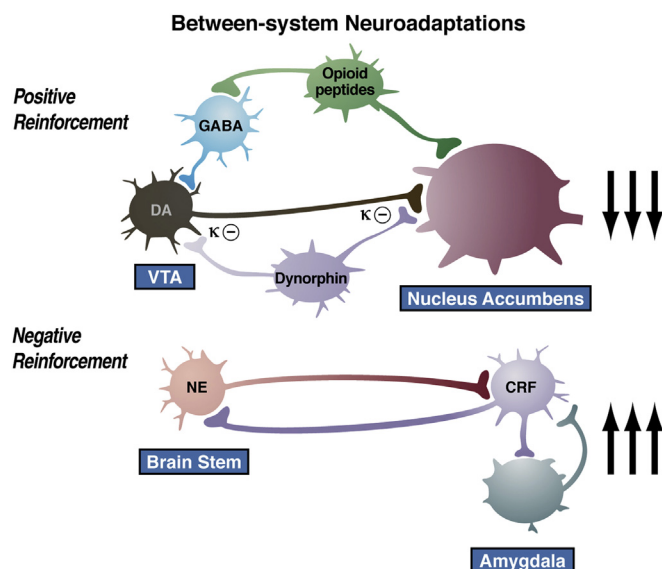 Between-system Neuroadaptations
Positive
Reinforcement
Opioid
peptides
GABA
DA
κ⊖
κ⊖
VTA
Dynorphin
Nucleus Accumbens
Negative
Reinforcement
NE
CRF
Brain Stem
Amygdala